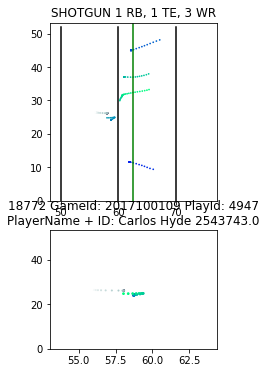 SHOTGUN 1 RB, 1 TE, 3 WR
50
40
30
20
10
0
50 60 70
18772 GameId: 2017100109 PlayId: 4947
PlayerName + ID: Carlos Hyde 2543743.0
40
20
0
55.0 57.5 60.0 62.5